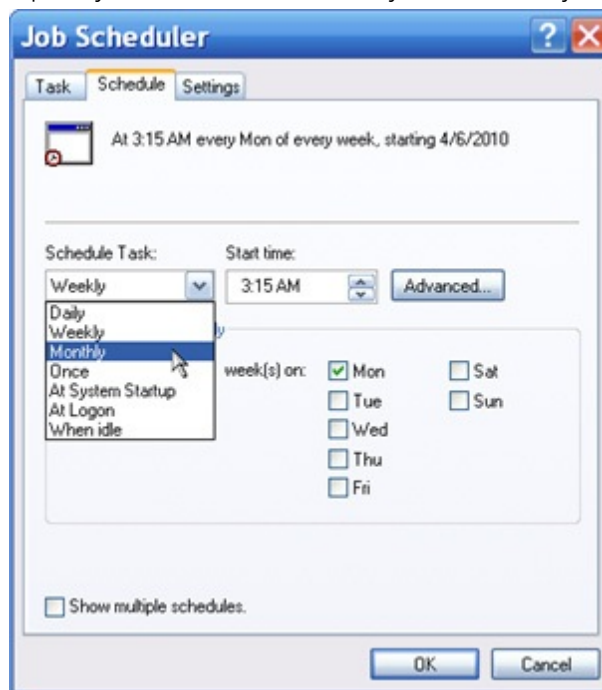 Job Scheduler
Task Schedule Settings
At 3:15 AM every Mon of every week, starting 4/6/2010
Schedule Task: Start time:
Weekly 3:15 AM Advanced...
Daily
Weekly
Monthly
Once week(s) on: Mon Sat
At System Startup Tue Sun
At Logon Wed
When idle
Thu
Fri
Show multiple schedules.
OK Cancel